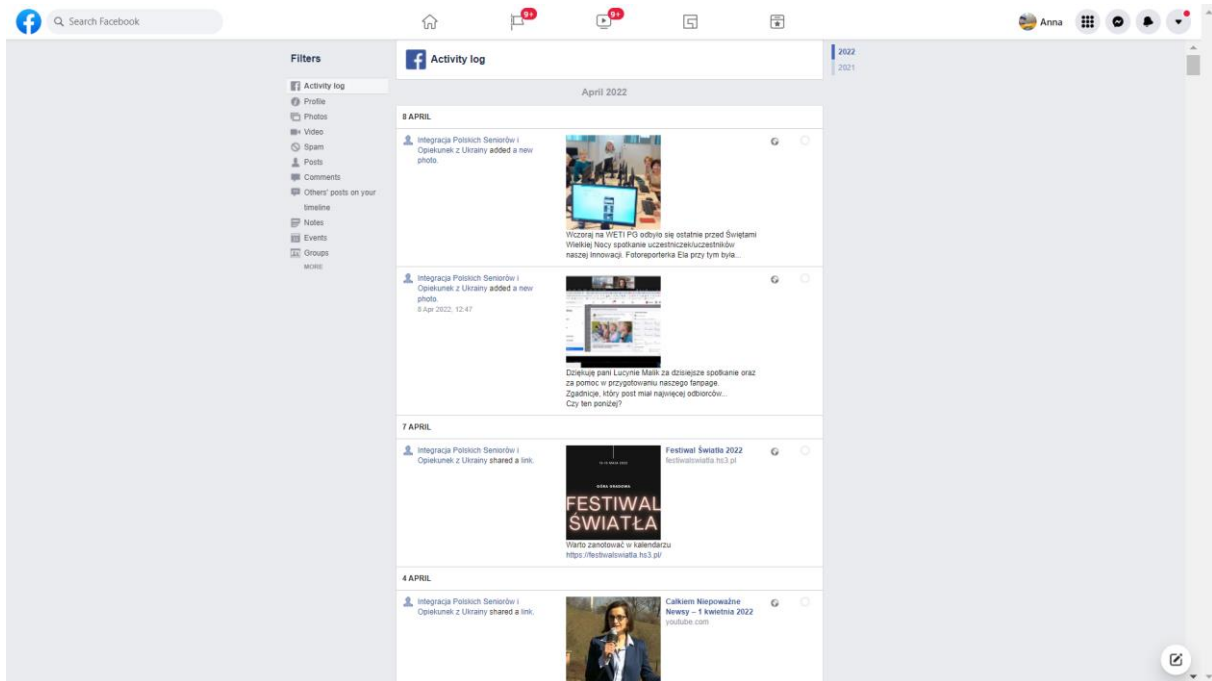 Search Facebook
9+
9+
Anna
Filters
Activity log
Profile
Photos
Video
Spam
Posts
Comments
Others' posts on your
timeline
Notes
Events
Groups
MORE
Activity log
2022
2021
April 2022
8 APRIL
Integracja Polskich Seniorów i
Opiekunek z Ukrainy added a new
photo.
Wczoraj na WETI PG odbyło się ostatnie przed Świętami
Wielkiej Nocy spotkanie uczestniczek/uczestników
naszej Innowacji. Fotoreporterka Ela przy tym była...
Integracja Polskich Seniorów i
Opiekunek z Ukrainy added a new
photo.
8 Apr 2022, 12:47
Dziękuję pani Lucynie Malik za dzisiejsze spotkanie oraz
za pomoc w przygotowaniu naszego fanpage.
Zgadnijcie, który post miał najwięcej odbiorców...
Czy ten poniżej?
7 APRIL
Integracja Polskich Seniorów i
Opiekunek z Ukrainy shared a link.
GÓRA GRADOWA
FESTIWAL
ŚWIATŁA
Festiwal Światła 2022
festiwalswiatla.hs3.pl
Warto zanotować w kalendarzu
https://festiwalswiatla.hs3.pl/
4 APRIL
Integracja Polskich Seniorów i
Opiekunek z Ukrainy shared a link.
Całkiem Niepoważne
Newsy – 1 kwietnia 2022
youtube.com